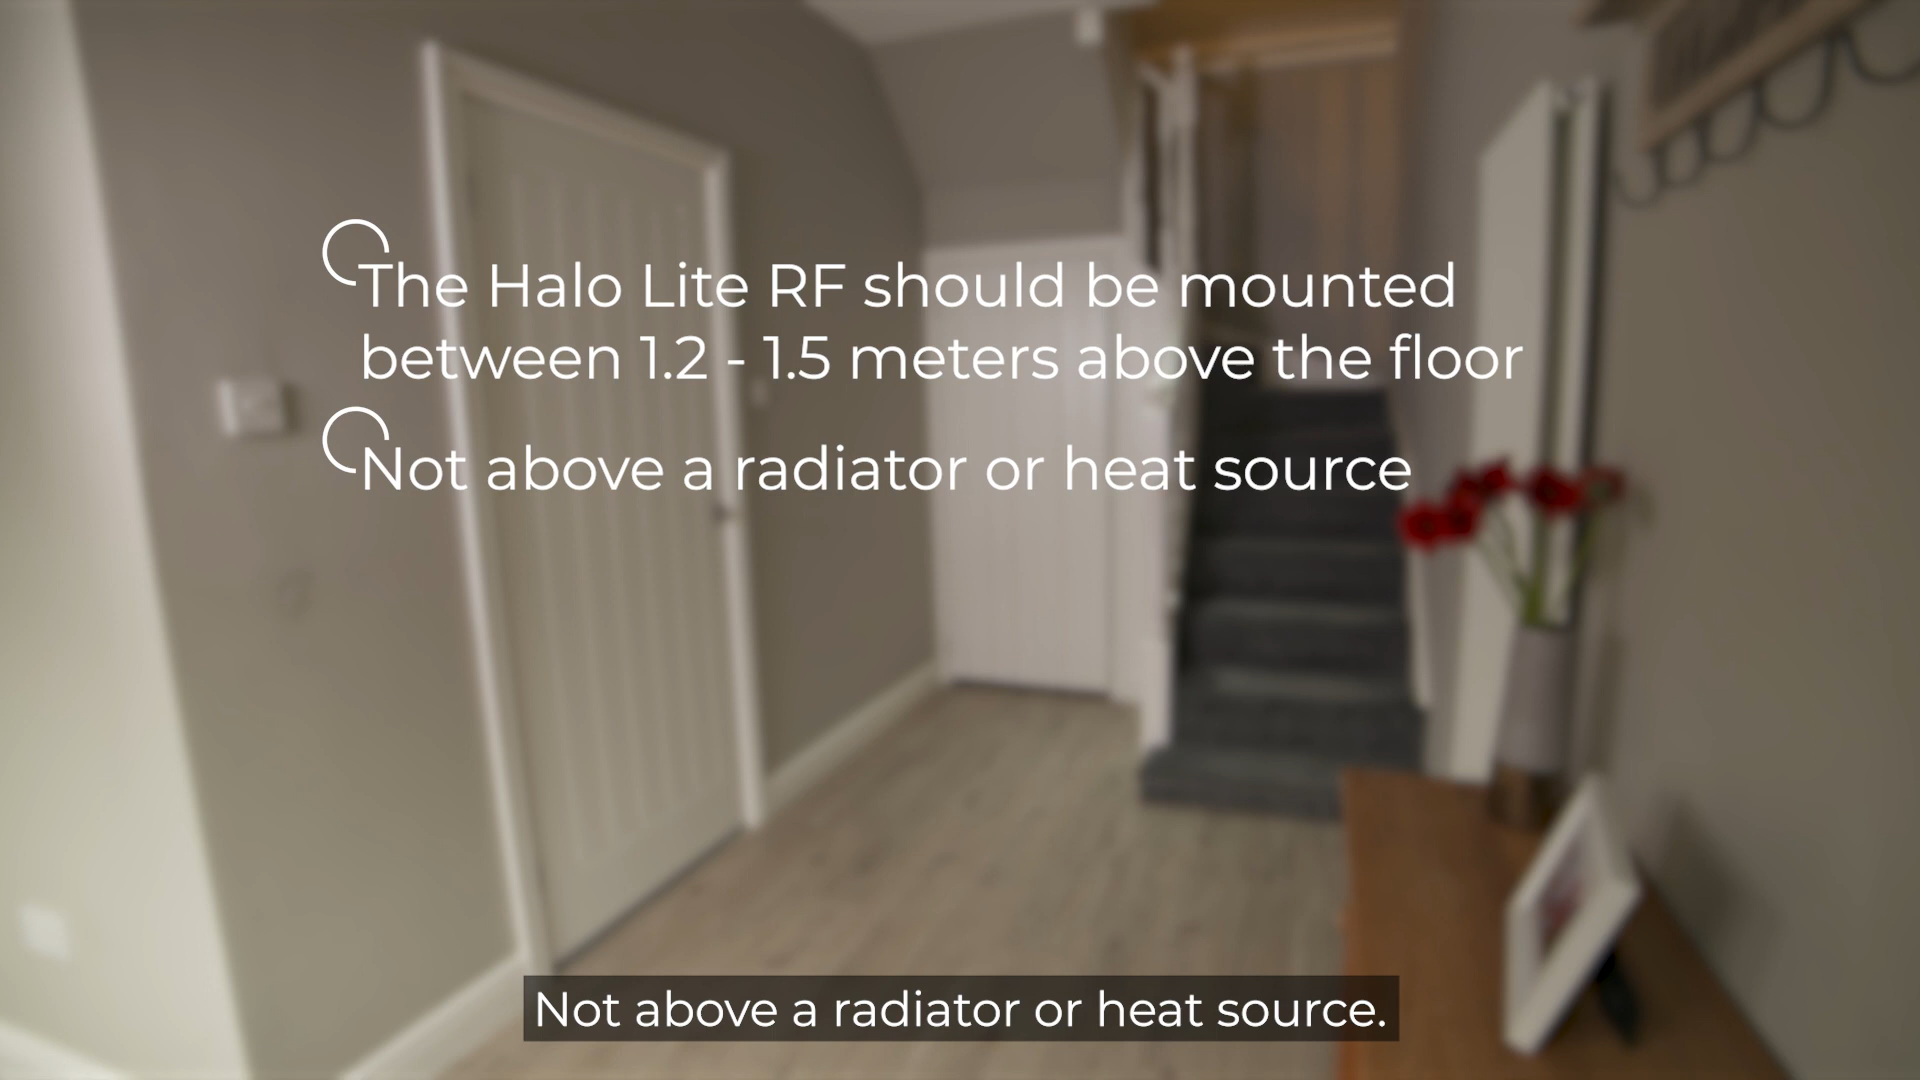 The Halo Lite RF should be mounted
between 1.2 - 1.5 meters above the floor
Not above a radiator or heat source
Not above a radiator or heat source.